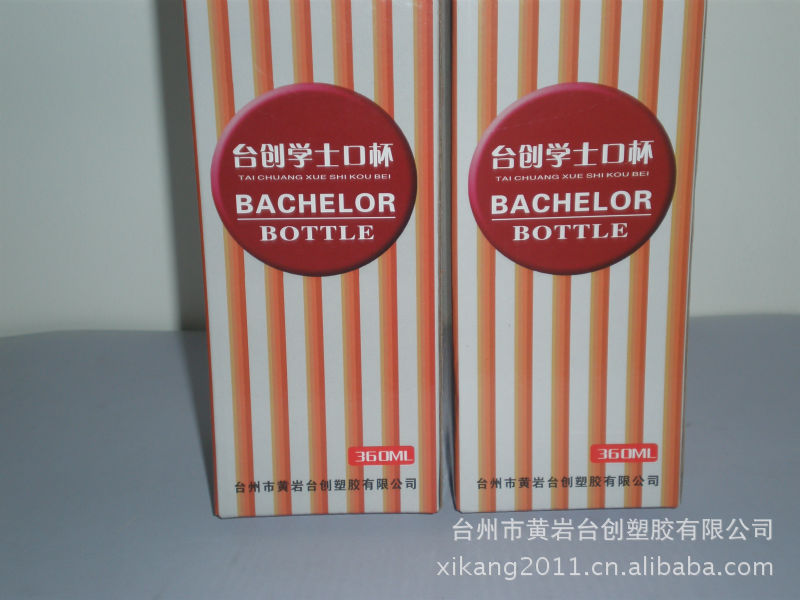 台创学士口杯
TAI CHUANG XUE SHI KOU BEI
BACHELOR
BOTTLE
360ML
台州市黄岩台创塑胶有限公司
台创学士口杯
TAI CHUANG XUE SHI KOU BEI
BACHELOR
BOTTLE
360ML
台州市黄岩台创塑胶有限公司
台州市黄岩台创塑胶有限公司
xikang2011.cn.alibaba.com